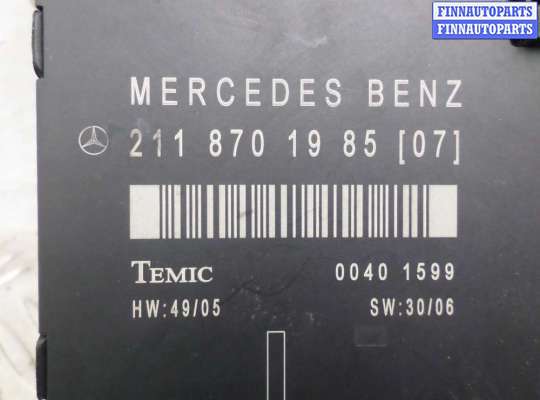 FINNAUTOPARTS
FINNAUTOPARTS
MERCEDES BENZ
211 870 19 85 [07]
TEMIC
0040 1599
HW:49/05
SW:30/06